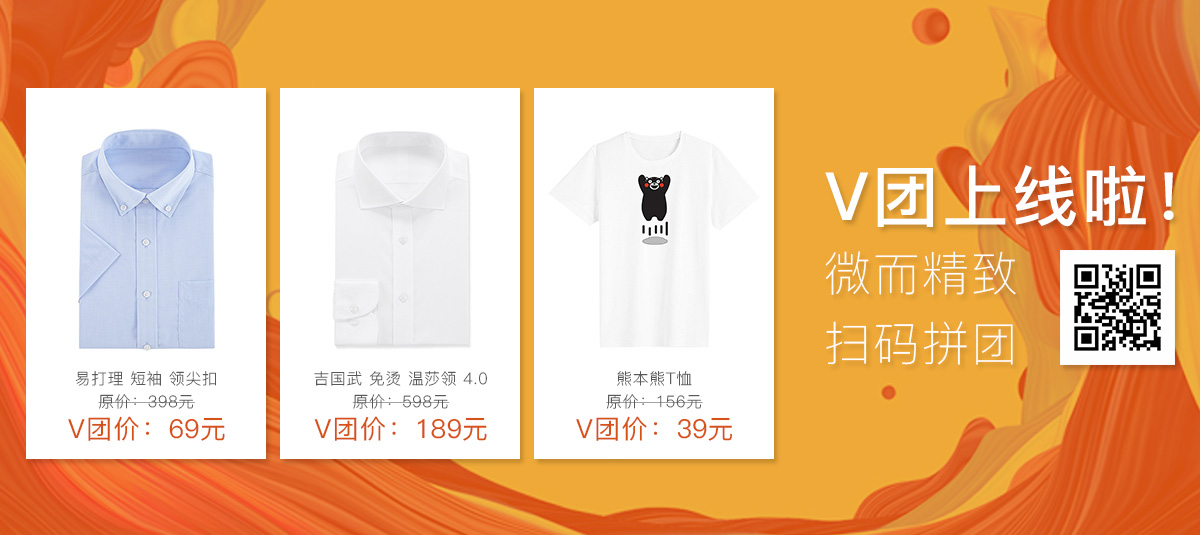 易打理 短袖 领尖扣
原价：398元
V团价：69元
吉国武 免烫 温莎领 4.0
原价：598元
V团价：189元
熊本熊T恤
原价：156元
V团价：39元
V团上线啦！
微而精致
扫码拼团